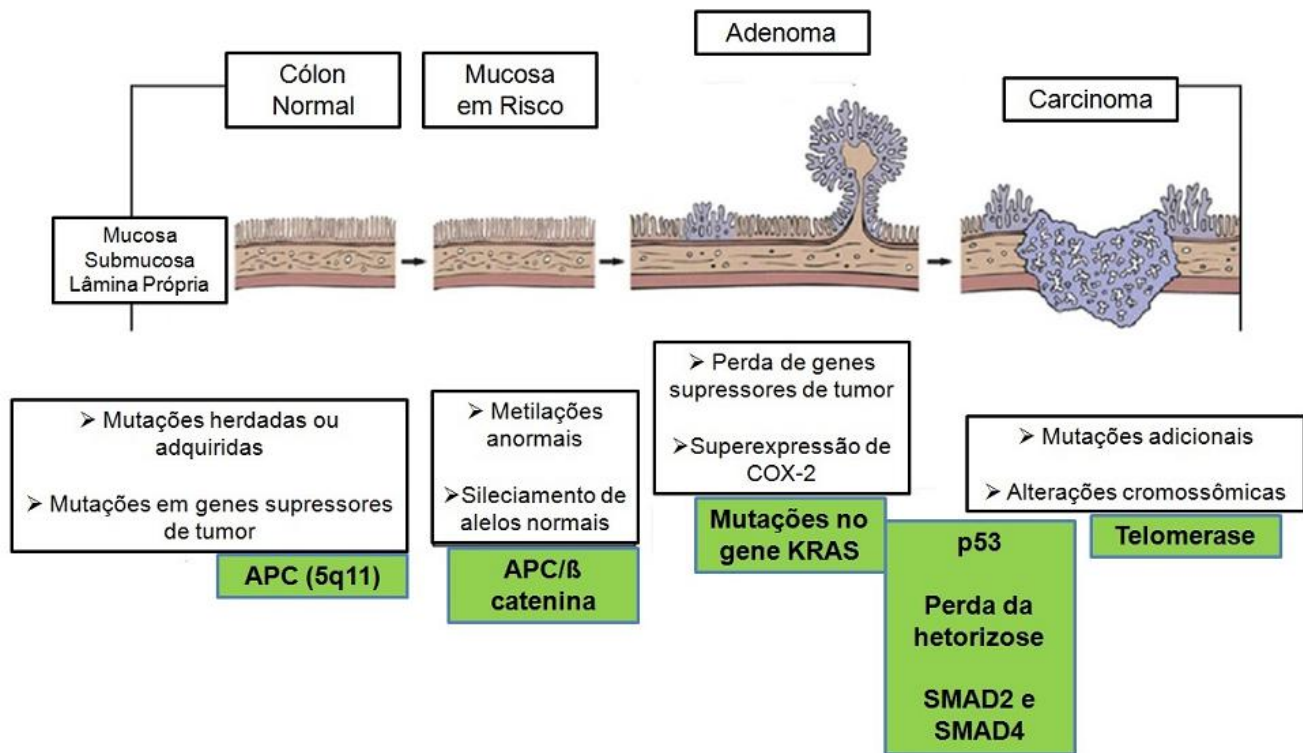 Adenoma
Cólon
Normal
Mucosa
em Risco
Carcinoma
Mucosa
Submucosa
Lâmina Própria
➢ Mutações herdadas ou
adquiridas
➢ Mutações em genes supressores
de tumor
APC (5q11)
➢ Metilações
anormais
➢Sileciamento de
alelos normais
APC/ß
catenina
➢ Perda de genes
supressores de tumor
➢Superexpressão de
COX-2
Mutações no
gene KRAS
p53
Perda da
hetorizose
SMAD2 e
SMAD4
➢ Mutações adicionais
➢ Alterações cromossômicas
Telomerase